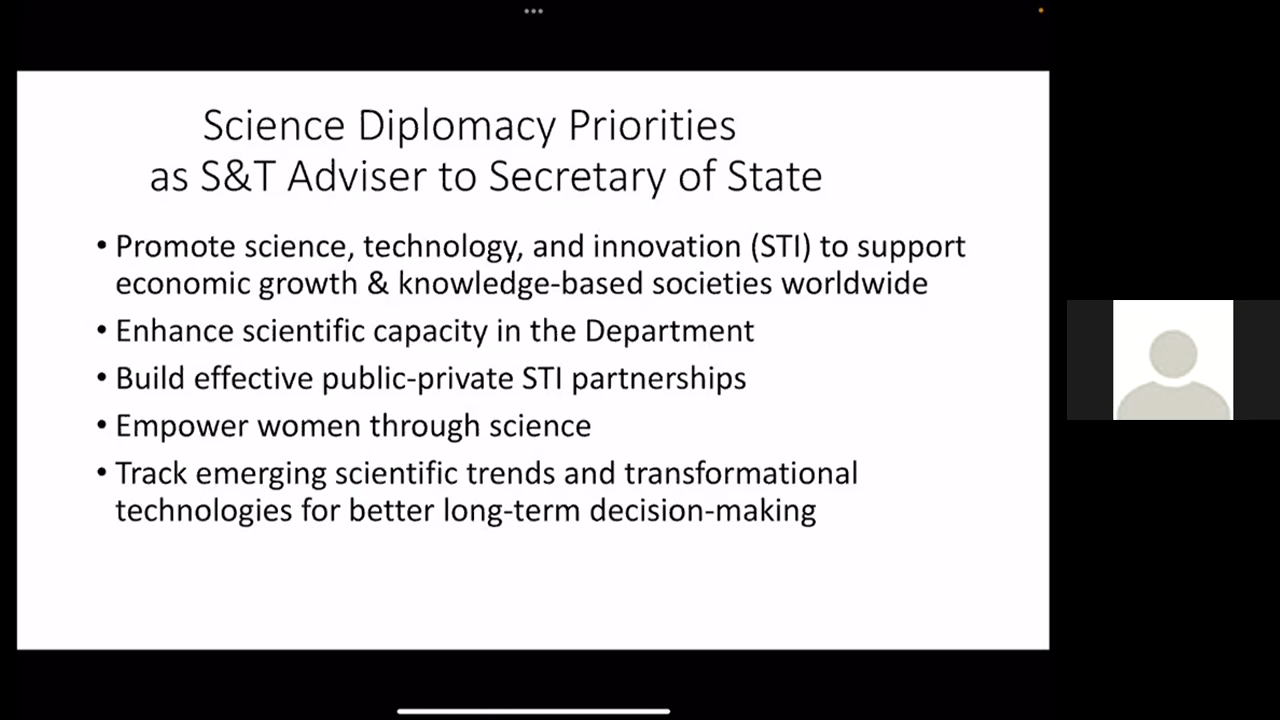 Science Diplomacy Priorities
as S&T Adviser to Secretary of State
• Promote science, technology, and innovation (STI) to support
economic growth & knowledge-based societies worldwide
• Enhance scientific capacity in the Department
• Build effective public-private STI partnerships
• Empower women through science
• Track emerging scientific trends and transformational
technologies for better long-term decision-making